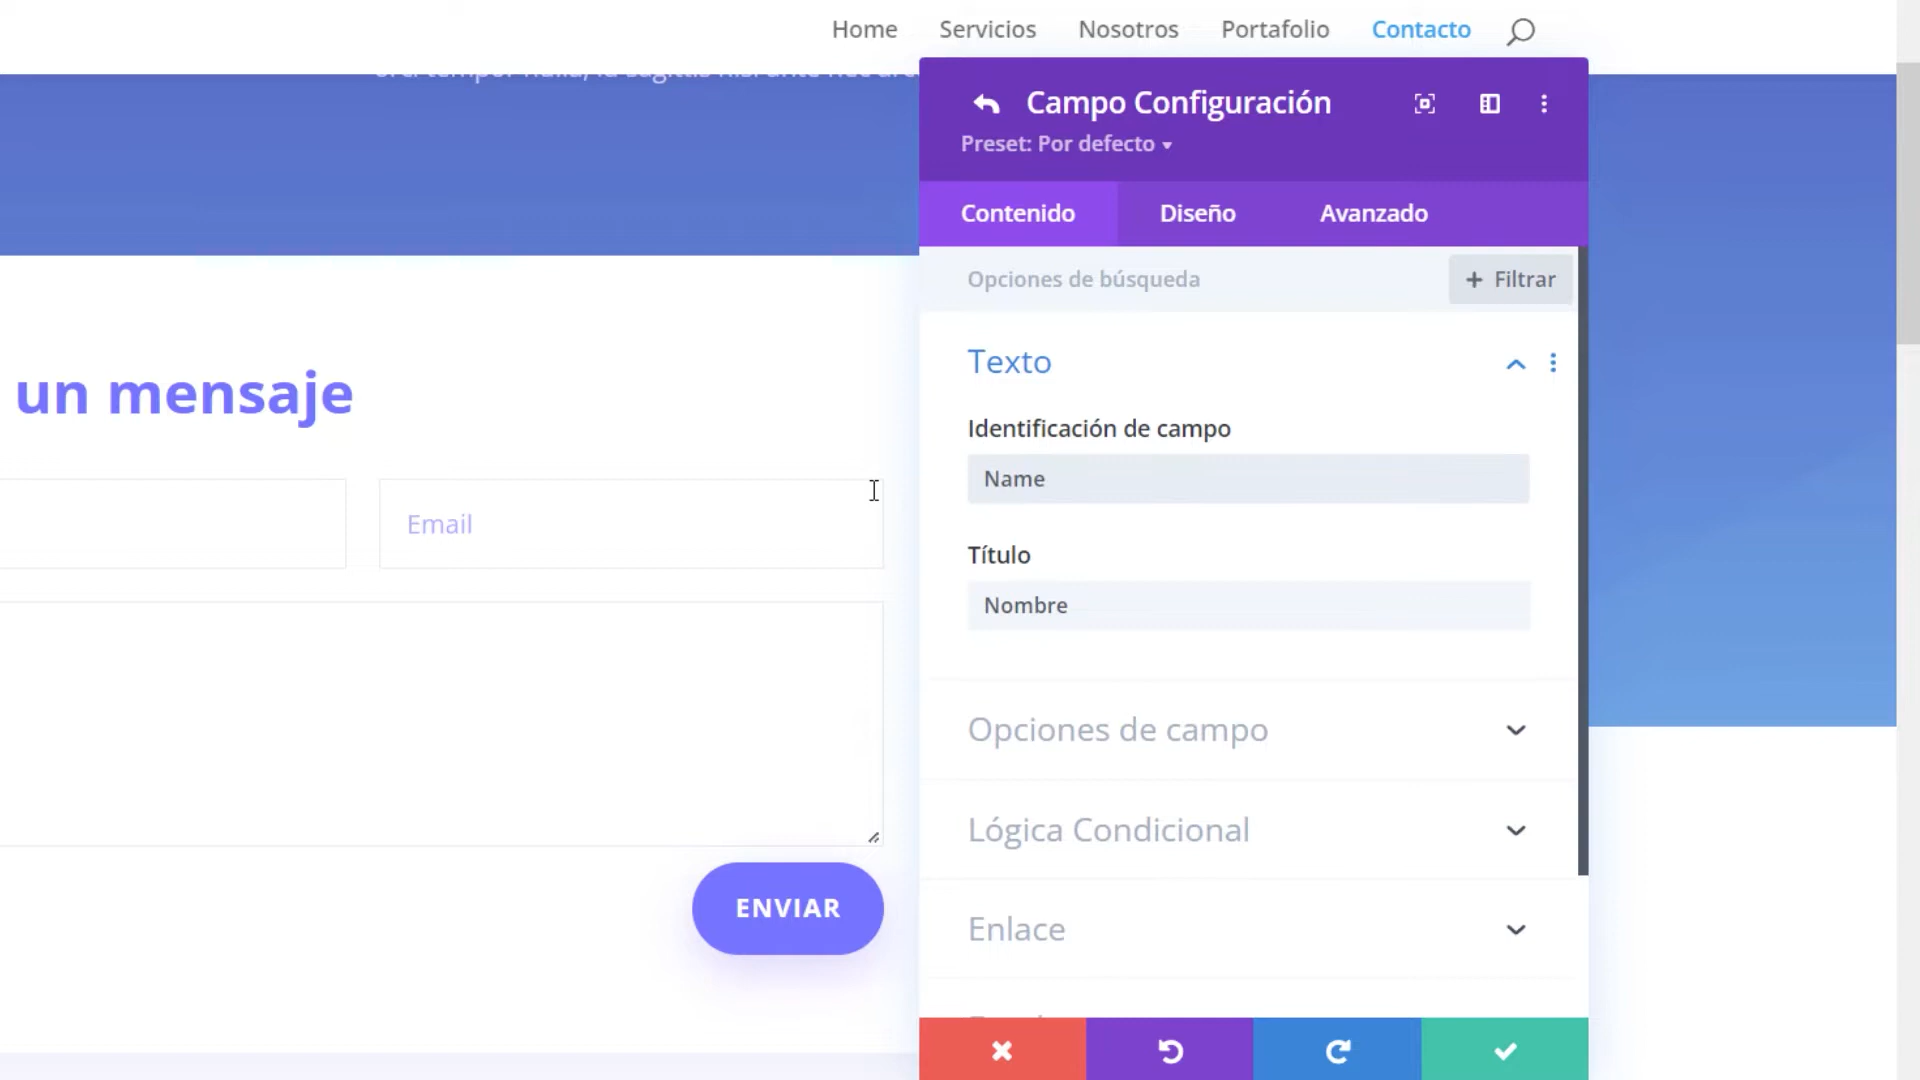 Home Servicios Nosotros Portafolio Contacto
Campo Configuración
Preset: Por defecto
Contenido Diseño Avanzado
Opciones de búsqueda + Filtrar
un mensaje
Texto
Identificación de campo
Name
Email
Título
Nombre
Opciones de campo
Lógica Condicional
ENVIAR
Enlace